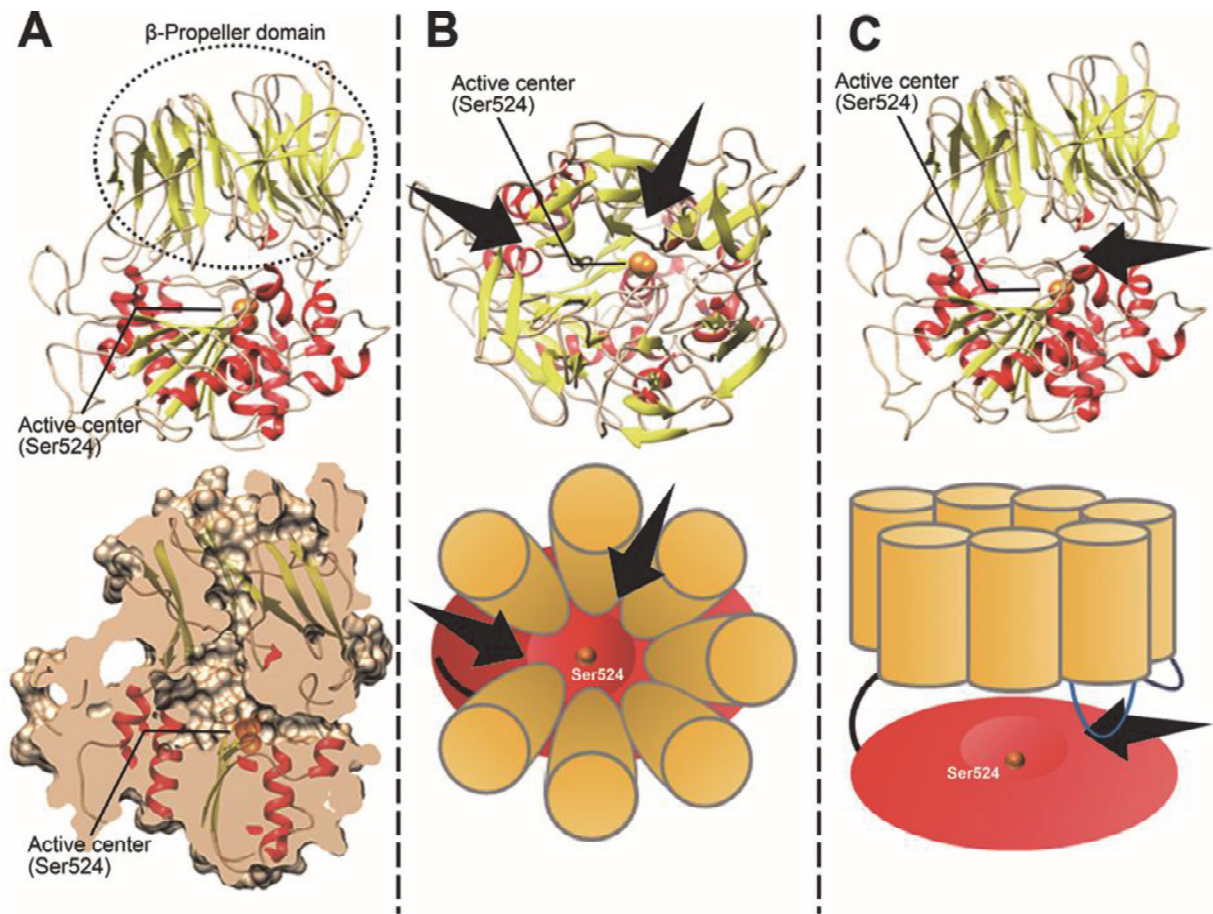 A
β-Propeller domain
Active center
(Ser524)
Active center
(Ser524)
B
Active center
(Ser524)
Ser524
C
Active center
(Ser524)
Ser524